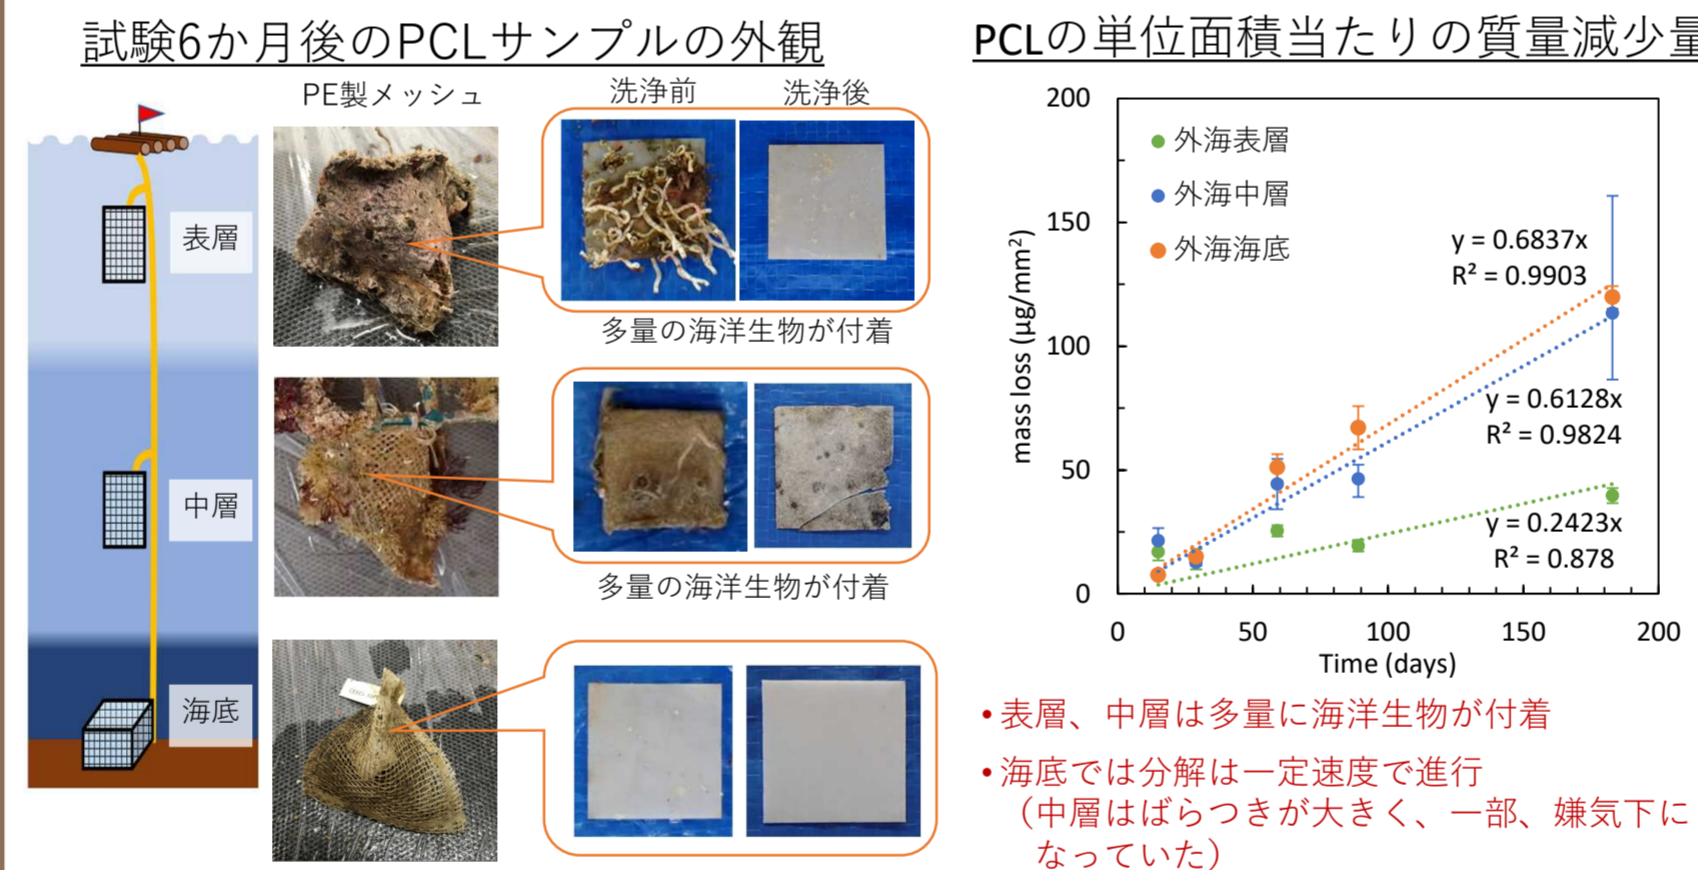 試験6か月後のPCLサンプルの外観
PE製メッシュ
洗浄前
洗浄後
表層
多量の海洋生物が付着
中層
多量の海洋生物が付着
海底
PCLの単位面積当たりの質量減少量
200
150
100
50
0
mass loss (μg/mm²)
外海表層
外海中層
外海海底
y = 0.6837x
R² = 0.9903
y = 0.6128x
R² = 0.9824
y = 0.2423x
R² = 0.878
0 50 100 150 200
Time (days)
•表層、中層は多量に海洋生物が付着
•海底では分解は一定速度で進行
（中層はばらつきが大きく、一部、嫌気下に
なっていた）